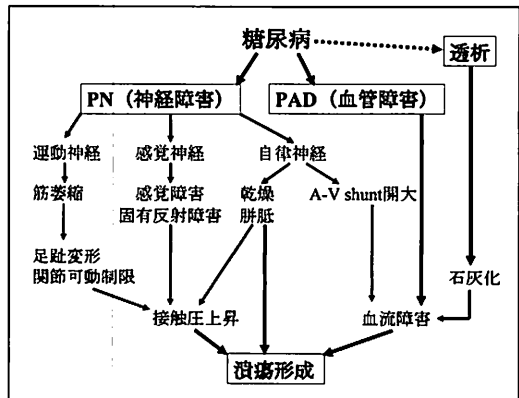 糖尿病
透析
PN（神経障害）
PAD（血管障害）
運動神経
感覚神経
自律神経
筋萎縮
感覚障害
固有反射障害
乾燥
胼胝
A-V shunt開大
足趾変形
関節可動制限
石灰化
接触圧上昇
血流障害
潰瘍形成